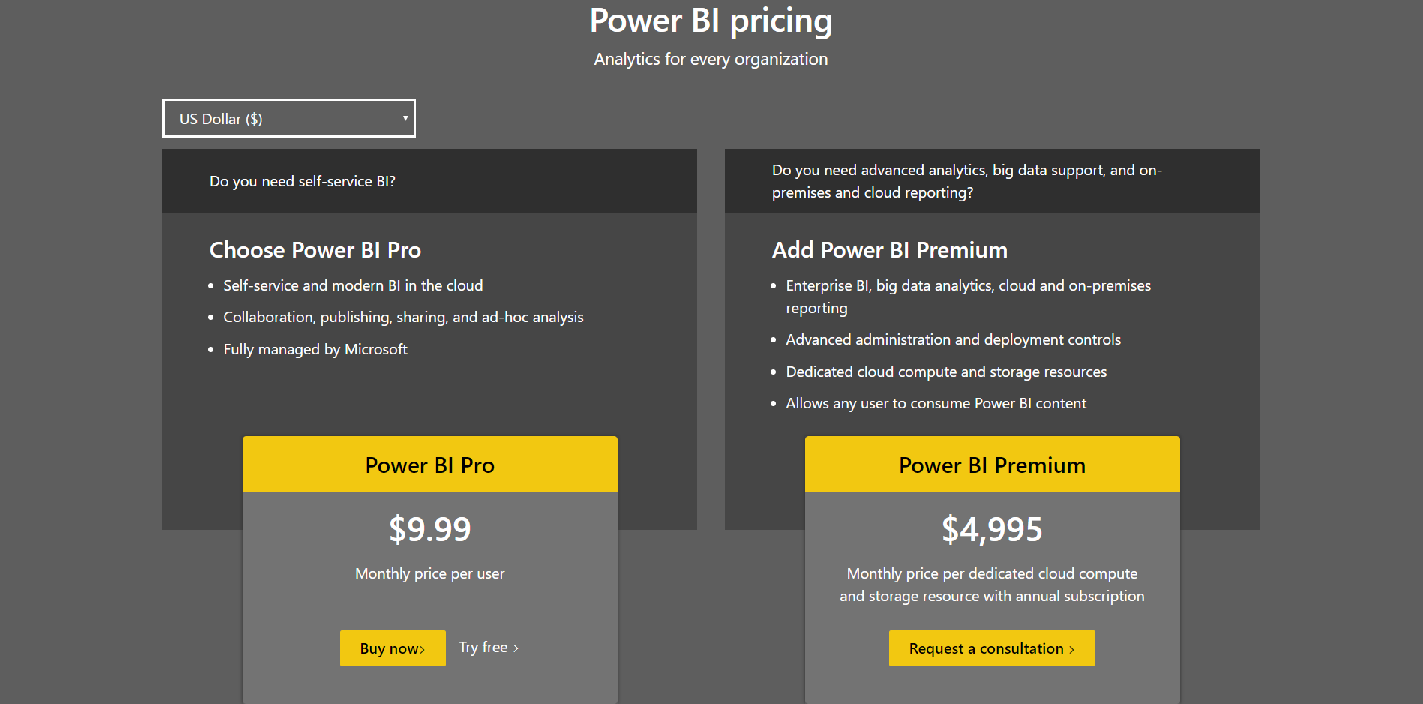 Power BI pricing
Analytics for every organization
US Dollar ($)
Do you need self-service BI?
Choose Power BI Pro
Self-service and modern BI in the cloud
Collaboration, publishing, sharing, and ad-hoc analysis
Fully managed by Microsoft
Power BI Pro
$9.99
Monthly price per user
Buy now>
Try free >
Do you need advanced analytics, big data support, and on-
premises and cloud reporting?
Add Power BI Premium
Enterprise BI, big data analytics, cloud and on-premises
reporting
Advanced administration and deployment controls
Dedicated cloud compute and storage resources
Allows any user to consume Power BI content
Power BI Premium
$4,995
Monthly price per dedicated cloud compute
and storage resource with annual subscription
Request a consultation >